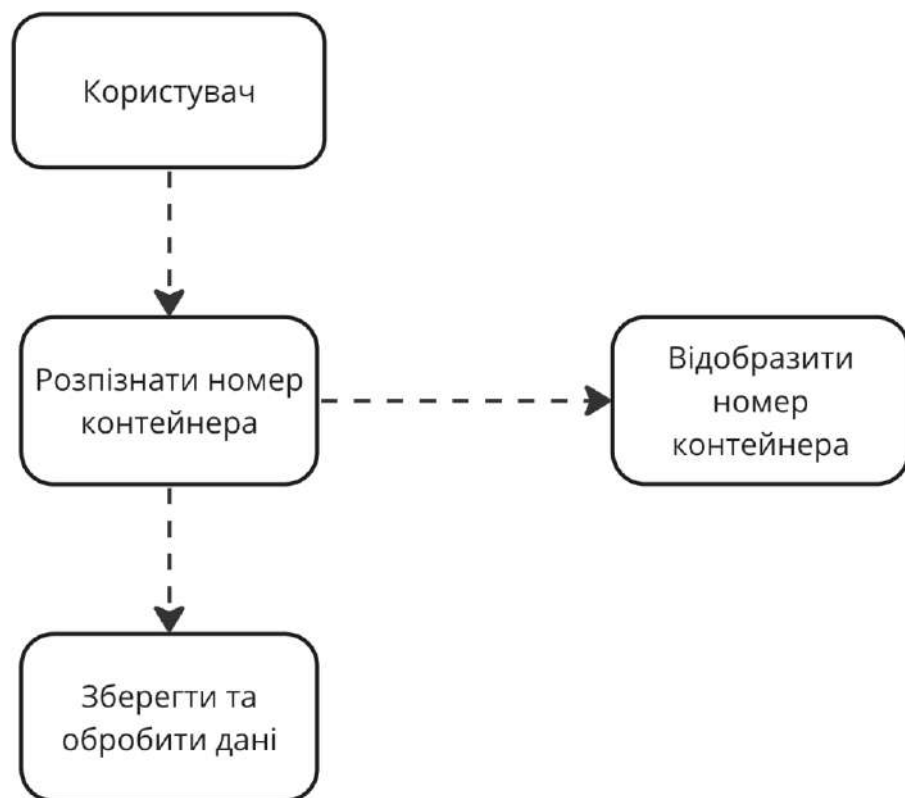 Користувач
Розпізнати номер
контейнера
Відобразити
номер
контейнера
Зберегти та
обробити дані